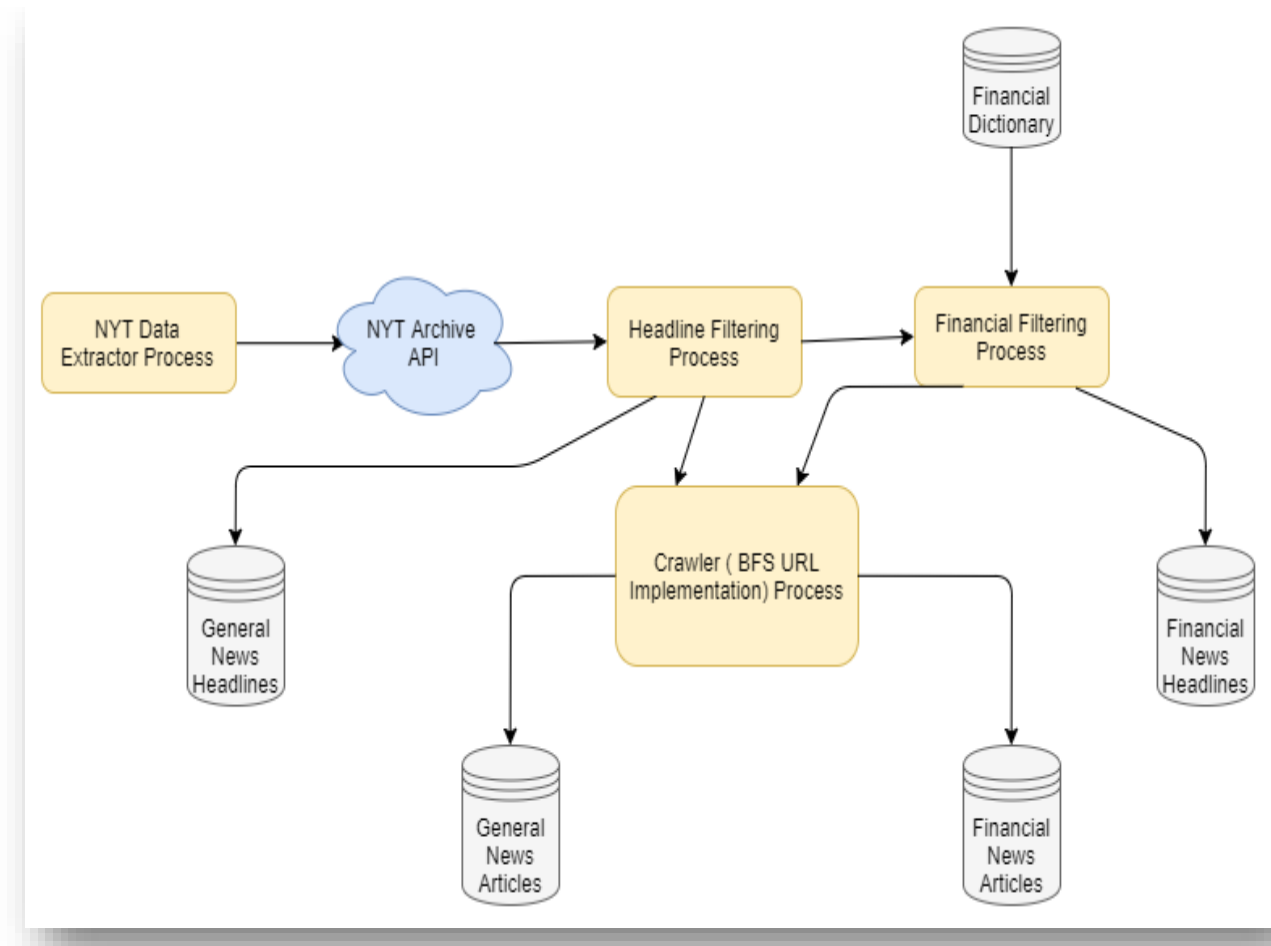 Financial
Dictionary
NYT Data
Extractor Process
NYT Archive
API
Headline Filtering
Process
Financial Filtering
Process
Crawler ( BFS URL
Implementation) Process
General
News
Headlines
Financial
News
Headlines
General
News
Articles
Financial
News
Articles